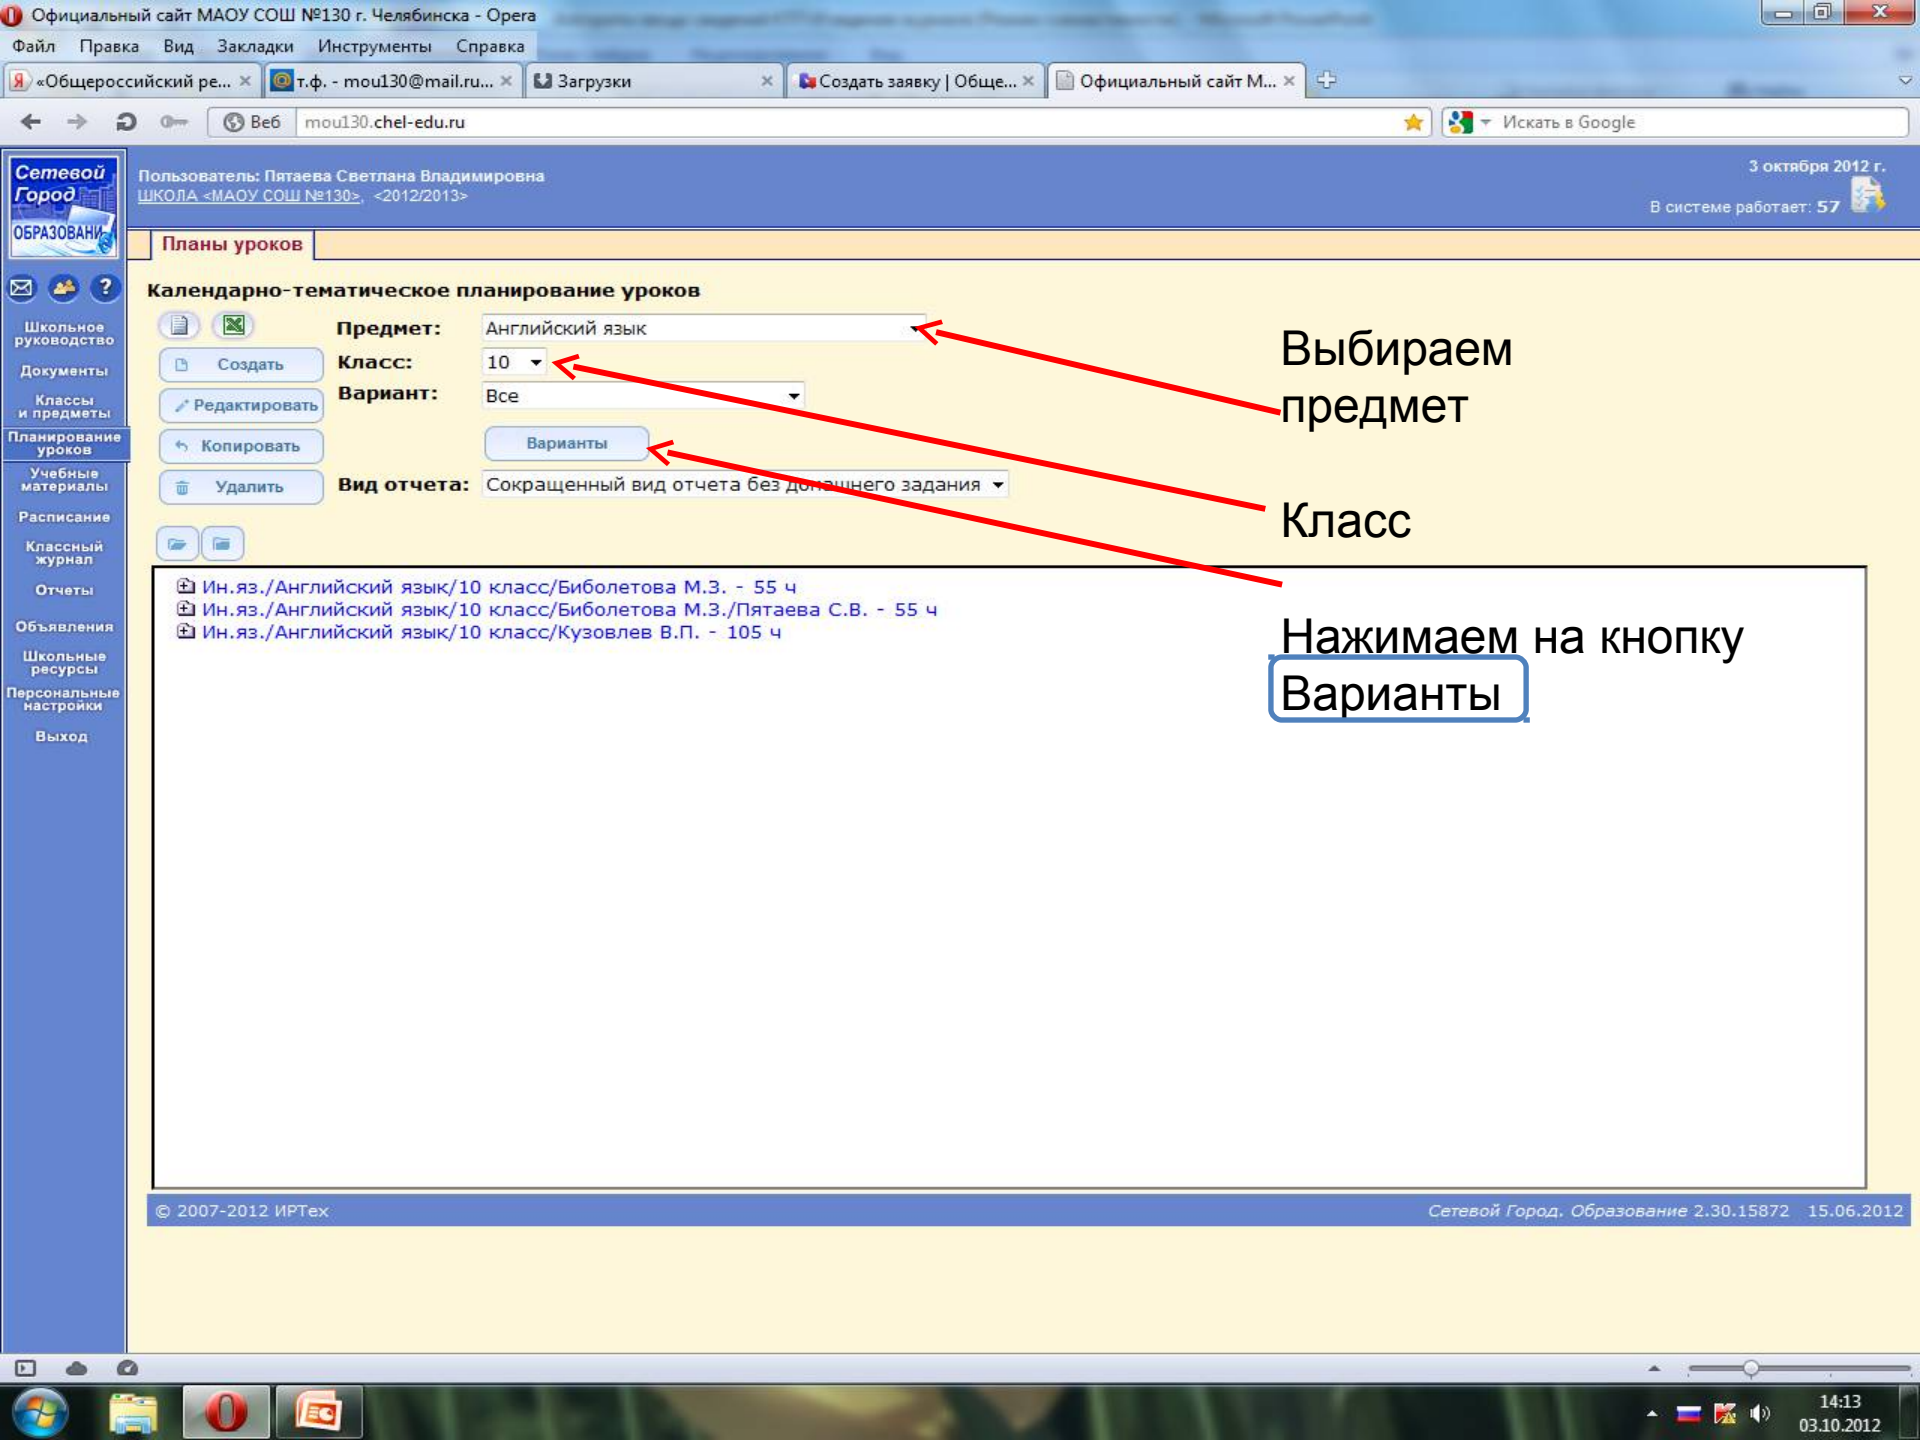 Официальный сайт МАОУ СОШ №130 г. Челябинска - Opera
Файл Правка Вид Закладки Инструменты Справка
«Общероссийский ре... т.ф. - mou130@mail.ru... Загрузки Создать заявку | Обще... Официальный сайт М...
Веб mou130.chel-edu.ru Искать в Google
Сетевой
Город
ОБРАЗОВАНИ
Пользователь: Пятаева Светлана Владимировна
ШКОЛА <МАОУ СОШ №130>, <2012/2013>
3 октября 2012 г.
В системе работает: 57
Планы уроков
Календарно-тематическое планирование уроков
Предмет: Английский язык
Класс: 10
Вариант: Все
Варианты
Вид отчета: Сокращенный вид отчета без домашнего задания
Создать
Редактировать
Копировать
Удалить
Школьное
руководство
Документы
Классы
и предметы
Планирование
уроков
Учебные
материалы
Расписание
Классный
журнал
Отчеты
Объявления
Школьные
ресурсы
Персональные
настройки
Выход
Ин.яз./Английский язык/10 класс/Биболетова М.З. - 55 ч
Ин.яз./Английский язык/10 класс/Биболетова М.З./Пятаева С.В. - 55 ч
Ин.яз./Английский язык/10 класс/Кузовлев В.П. - 105 ч
Выбираем
предмет
Класс
Нажимаем на кнопку
Варианты
© 2007-2012 ИРТех
Сетевой Город. Образование 2.30.15872 15.06.2012
14:13
03.10.2012